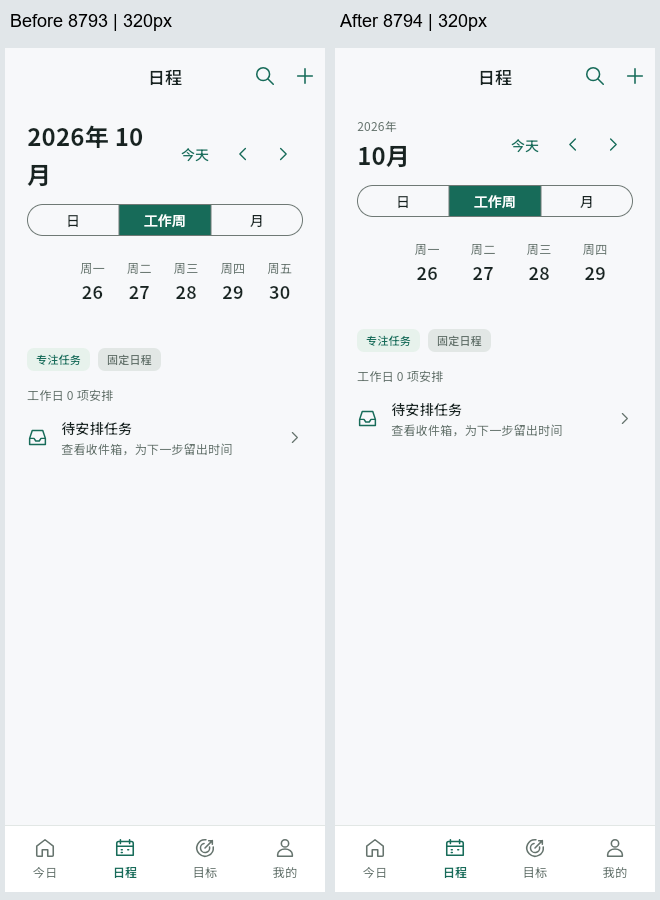 Before 8793 | 320px
日程
2026年 10
月
今天
日 工作周 月
周一 周二 周三 周四 周五
26 27 28 29 30
专注任务 固定日程
工作日 0 项安排
待安排任务
查看收件箱，为下一步留出时间
今日 日程 目标 我的
After 8794 | 320px
日程
2026年
10月
今天
日 工作周 月
周一 周二 周三 周四
26 27 28 29
专注任务 固定日程
工作日 0 项安排
待安排任务
查看收件箱，为下一步留出时间
今日 日程 目标 我的